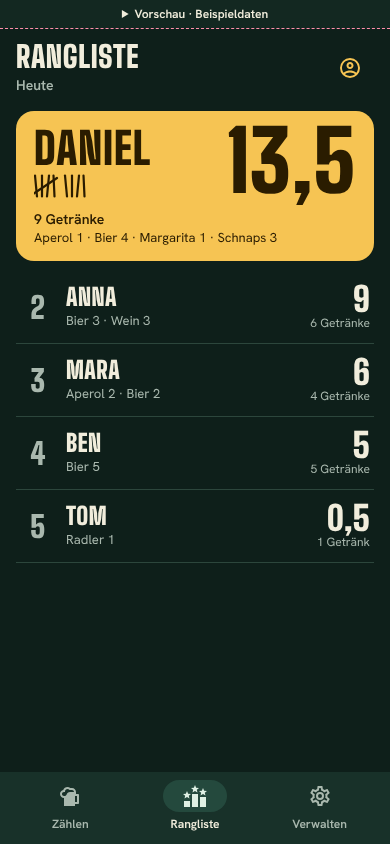 ▶ Vorschau · Beispieldaten
RANGLISTE
Heute
DANIEL
13,5
9 Getränke
Aperol 1 · Bier 4 · Margarita 1 · Schnaps 3
2
ANNA
9
Bier 3 · Wein 3
6 Getränke
3
MARA
6
Aperol 2 · Bier 2
4 Getränke
4
BEN
5
Bier 5
5 Getränke
5
TOM
0,5
Radler 1
1 Getränk
Zählen
Rangliste
Verwalten